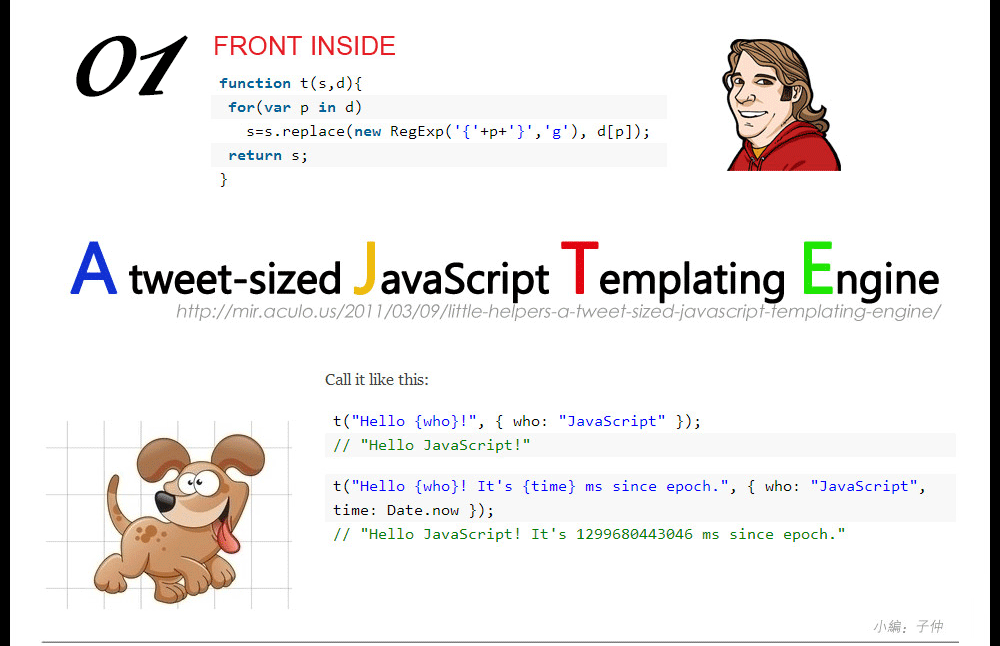 01
FRONT INSIDE
function t(s,d){
for(var p in d)
s=s.replace(new RegExp('{'+p+'}','g'), d[p]);
return s;
}
A tweet-sized JavaScript Templating Engine
http://mir.aculo.us/2011/03/09/little-helpers-a-tweet-sized-javascript-templating-engine/
Call it like this:
t("Hello {who}!", { who: "JavaScript" });
// "Hello JavaScript!"
t("Hello {who}! It's {time} ms since epoch.", { who: "JavaScript",
time: Date.now });
// "Hello JavaScript! It's 1299680443046 ms since epoch."
小編：子仲